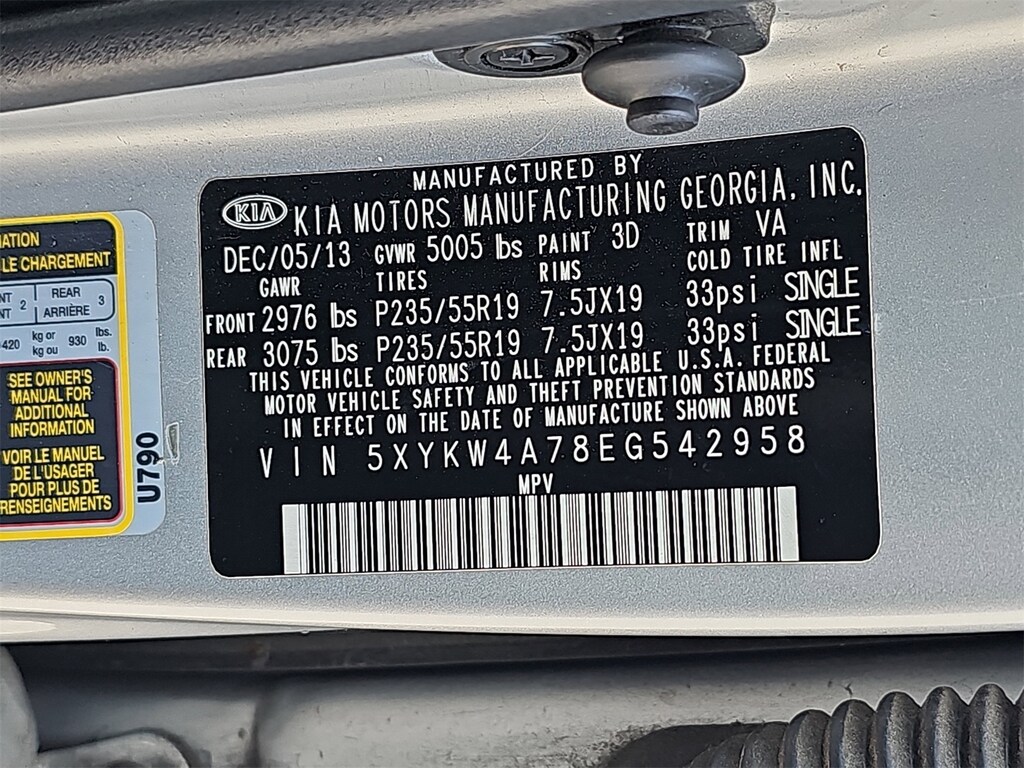 MANUFACTURED BY
KIA KIA MOTORS MANUFACTURING GEORGIA, INC.
DEC/05/13 GVWR 5005 lbs PAINT 3D TRIM VA
GAWR TIRES RIMS COLD TIRE INFL
FRONT 2976 lbs P235/55R19 7.5JX19 33psi SINGLE
REAR 3075 lbs P235/55R19 7.5JX19 33psi SINGLE
THIS VEHICLE CONFORMS TO ALL APPLICABLE U.S.A. FEDERAL
MOTOR VEHICLE SAFETY AND THEFT PREVENTION STANDARDS
IN EFFECT ON THE DATE OF MANUFACTURE SHOWN ABOVE
VIN 5XYKW4A78EG542958
MPV
LE CHARGEMENT
2 REAR 3
ARRIÈRE
420 kg or 930 lbs.
kg ou lb.
SEE OWNER'S
MANUAL FOR
ADDITIONAL
INFORMATION
VOIR LE MANUEL
DE L'USAGER
POUR PLUS DE
RENSEIGNEMENTS
U790